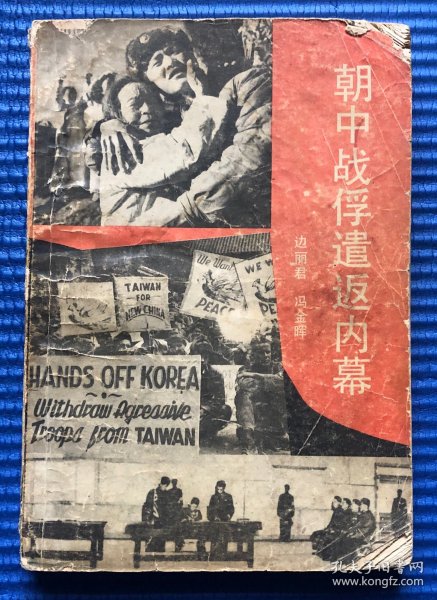 朝中战俘遣返内幕
边丽君 冯金晖
We Want
PEACE
WE W
PEAC
TAIWAN
FOR
NEW CHINA
HANDS OFF KOREA
Withdraw Agressive
Troops from TAIWAN
孔夫子旧书网
www.kongfz.com